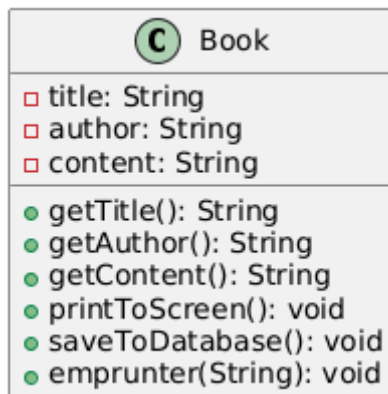 C Book
title: String
author: String
content: String
getTitle(): String
getAuthor(): String
getContent(): String
printToScreen(): void
saveToDatabase(): void
emprunter(String): void